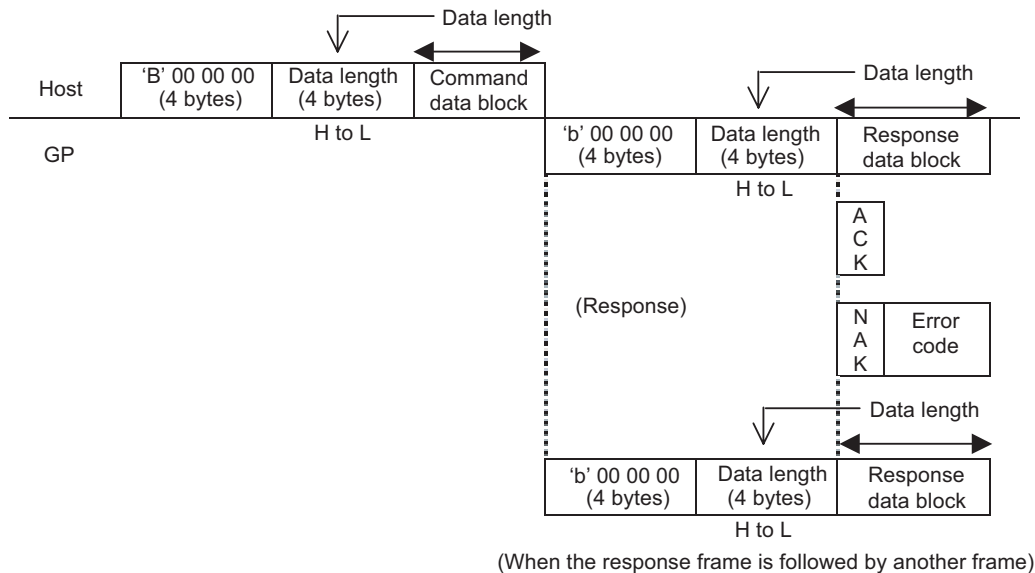 Data length
Host
'B' 00 00 00
(4 bytes)
Data length
(4 bytes)
Command
data block
H to L
Data length
GP
'b' 00 00 00
(4 bytes)
Data length
(4 bytes)
Response
data block
H to L
A
C
K
(Response)
N
A
K
Error
code
Data length
'b' 00 00 00
(4 bytes)
Data length
(4 bytes)
Response
data block
H to L
(When the response frame is followed by another frame)